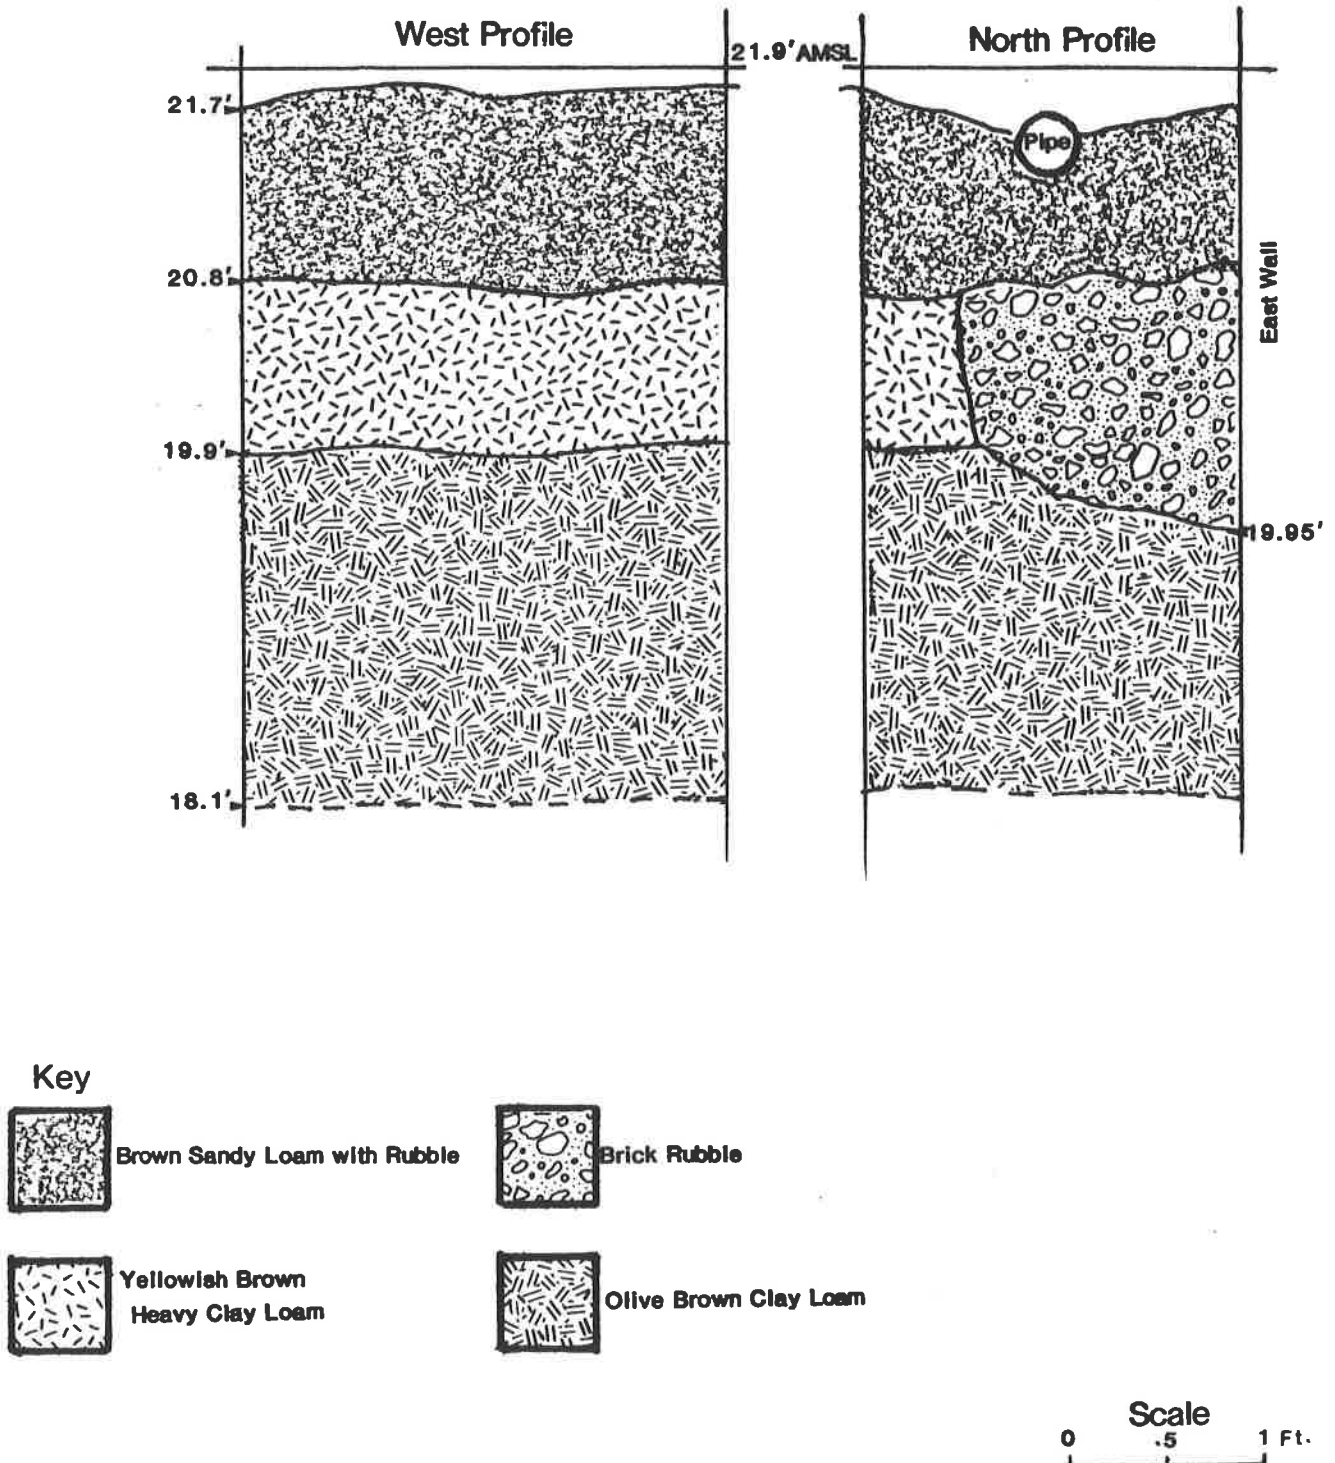 West Profile
North Profile
21.9' AMSL
21.7'
Pipe
20.8'
East Wall
19.9'
19.95'
18.1'
Key
Brown Sandy Loam with Rubble
Brick Rubble
Yellowish Brown
Heavy Clay Loam
Olive Brown Clay Loam
Scale
0 .5 1 Ft.